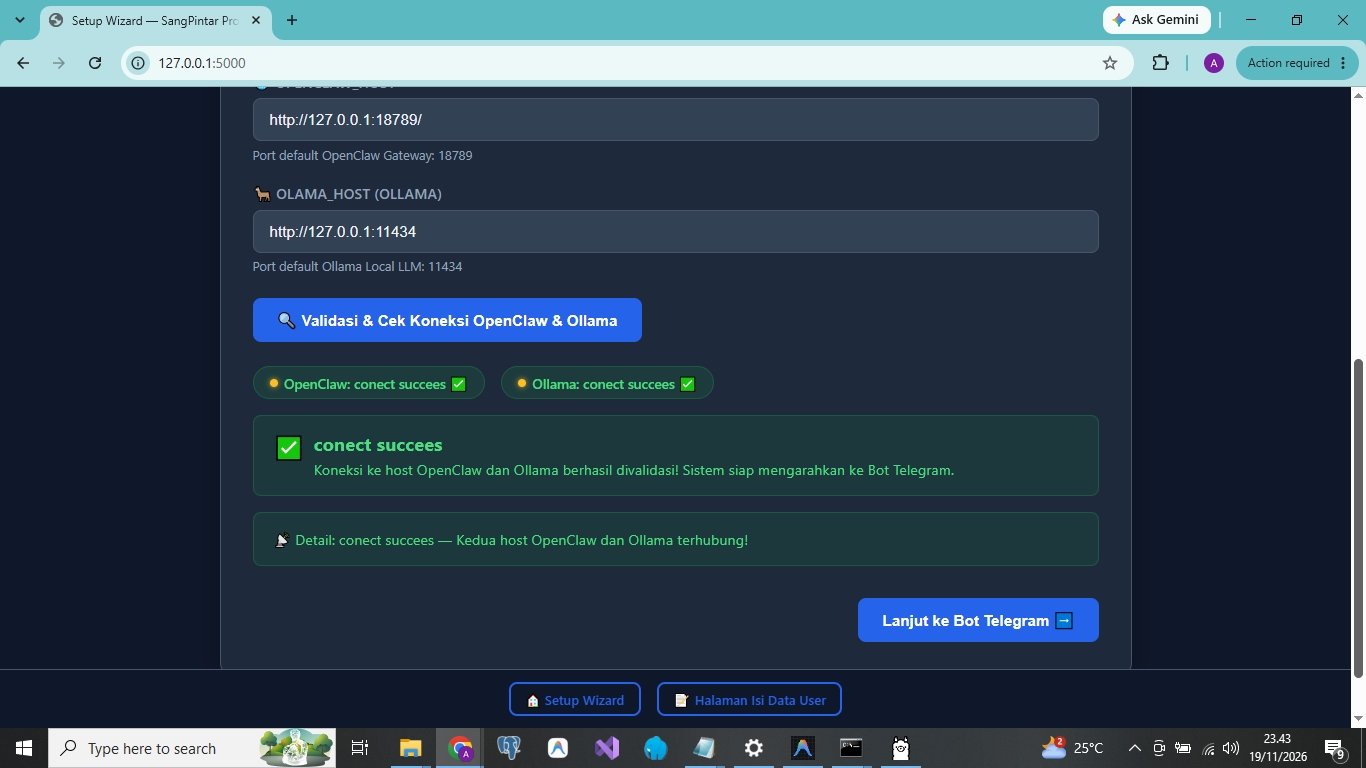 Setup Wizard — SangPintar Pro
Ask Gemini
127.0.0.1:5000
A
Action required
OPENCLAW_HOST
http://127.0.0.1:18789/
Port default OpenClaw Gateway: 18789
OLAMA_HOST (OLLAMA)
http://127.0.0.1:11434
Port default Ollama Local LLM: 11434
Validasi & Cek Koneksi OpenClaw & Ollama
OpenClaw: conect succees
Ollama: conect succees
conect succees
Koneksi ke host OpenClaw dan Ollama berhasil divalidasi! Sistem siap mengarahkan ke Bot Telegram.
Detail: conect succees — Kedua host OpenClaw dan Ollama terhubung!
Lanjut ke Bot Telegram
Setup Wizard
Halaman Isi Data User
Type here to search
A
2
25°C
23.43
19/11/2026
9